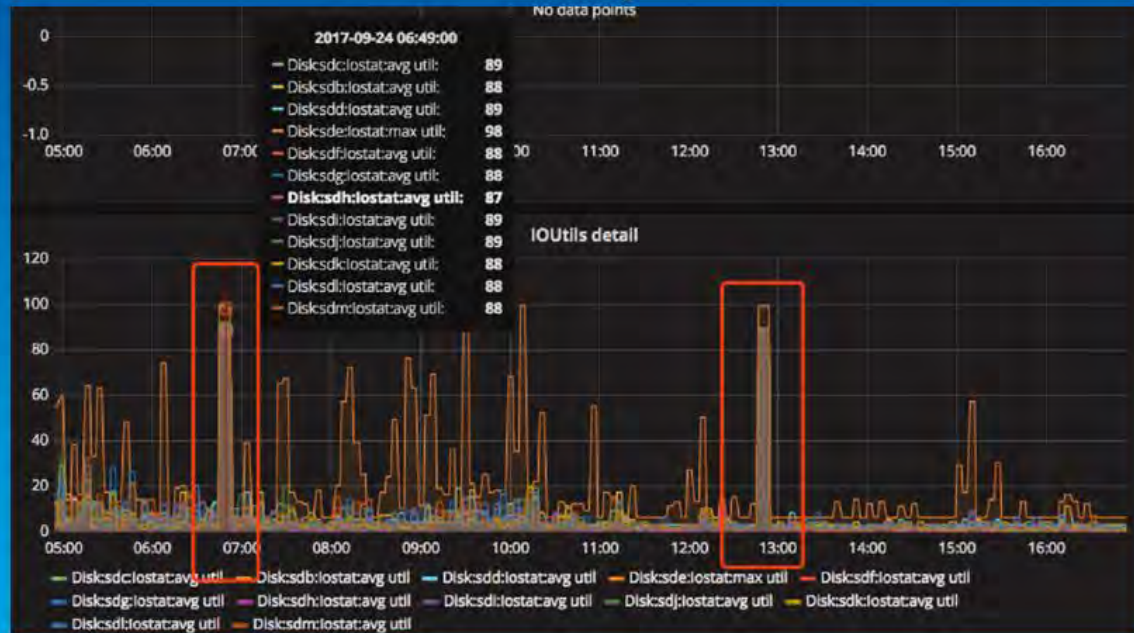 No data points
0
-0.5
-1.0
05:00 06:00 07:00 11:00 12:00 13:00 14:00 15:00 16:00
2017-09-24 06:49:00
Disk:sdc:Iostat:avg util: 89
Disk:sdb:Iostat:avg util: 88
Disk:sdd:Iostat:avg util: 89
Disk:sde:Iostat:max util: 98
Disk:sdf:Iostat:avg util: 88
Disk:sdg:Iostat:avg util: 88
Disk:sdh:Iostat:avg util: 87
Disk:sdi:Iostat:avg util: 89
Disk:sdj:Iostat:avg util: 89
Disk:sdk:Iostat:avg util: 88
Disk:sdl:Iostat:avg util: 88
Disk:sdm:Iostat:avg util: 88
IOUtils detail
120
100
80
60
40
20
0
05:00 06:00 07:00 08:00 09:00 10:00 11:00 12:00 13:00 14:00 15:00 16:00
Disk:sdc:Iostat:avg util Disk:sdb:Iostat:avg util Disk:sdd:Iostat:avg util Disk:sde:Iostat:max util Disk:sdf:Iostat:avg util
Disk:sdg:Iostat:avg util Disk:sdh:Iostat:avg util Disk:sdi:Iostat:avg util Disk:sdj:Iostat:avg util Disk:sdk:Iostat:avg util
Disk:sdl:Iostat:avg util Disk:sdm:Iostat:avg util